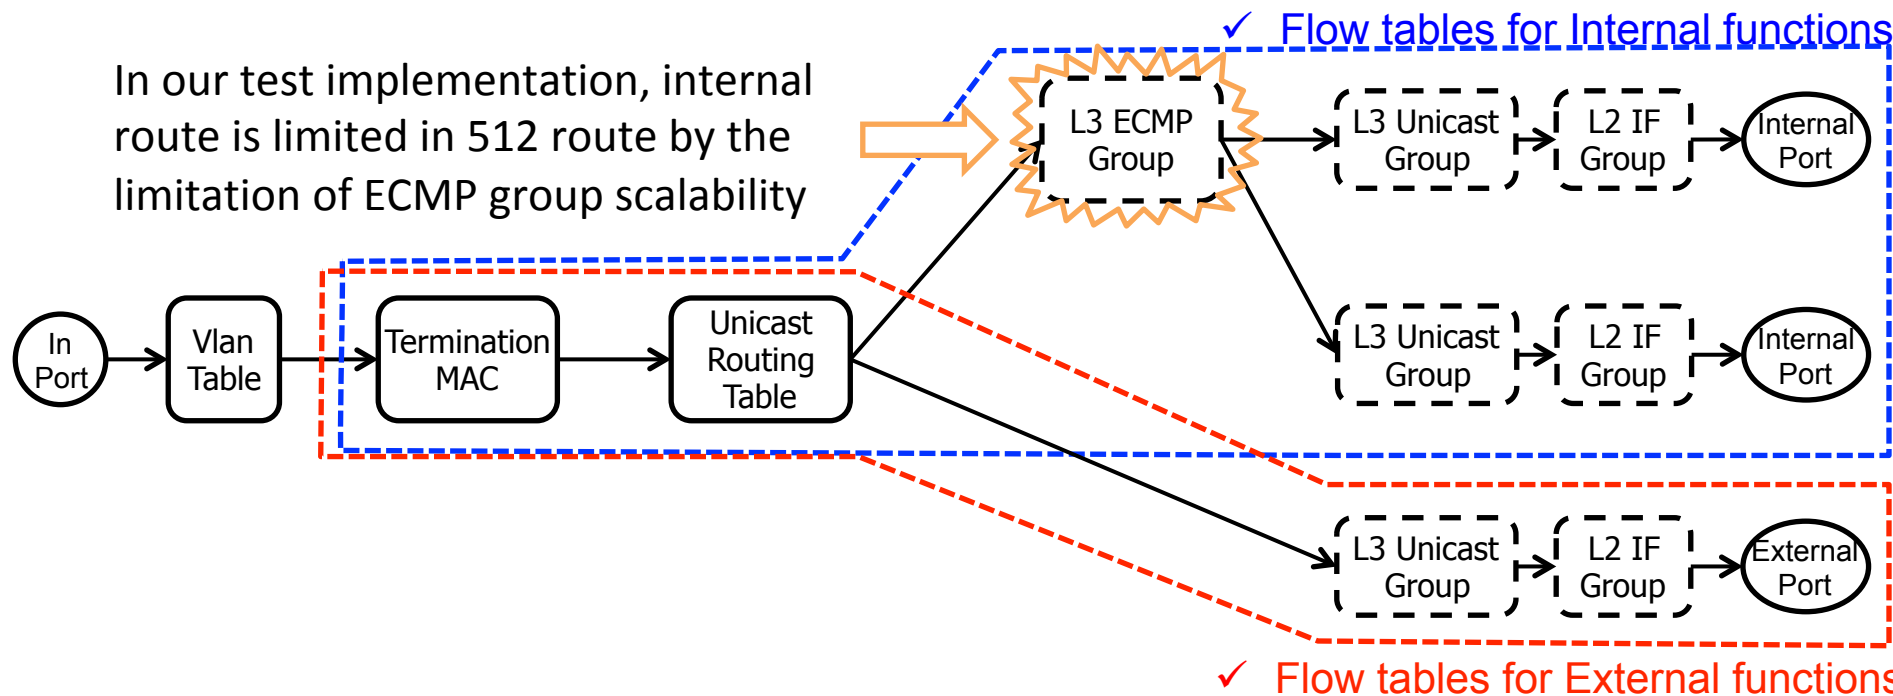 ✓ Flow tables for Internal functions
In our test implementation, internal
route is limited in 512 route by the
limitation of ECMP group scalability
L3 ECMP
Group
L3 Unicast
Group
L2 IF
Group
Internal
Port
In
Port
Vlan
Table
Termination
MAC
Unicast
Routing
Table
L3 Unicast
Group
L2 IF
Group
Internal
Port
L3 Unicast
Group
L2 IF
Group
External
Port
✓ Flow tables for External functions